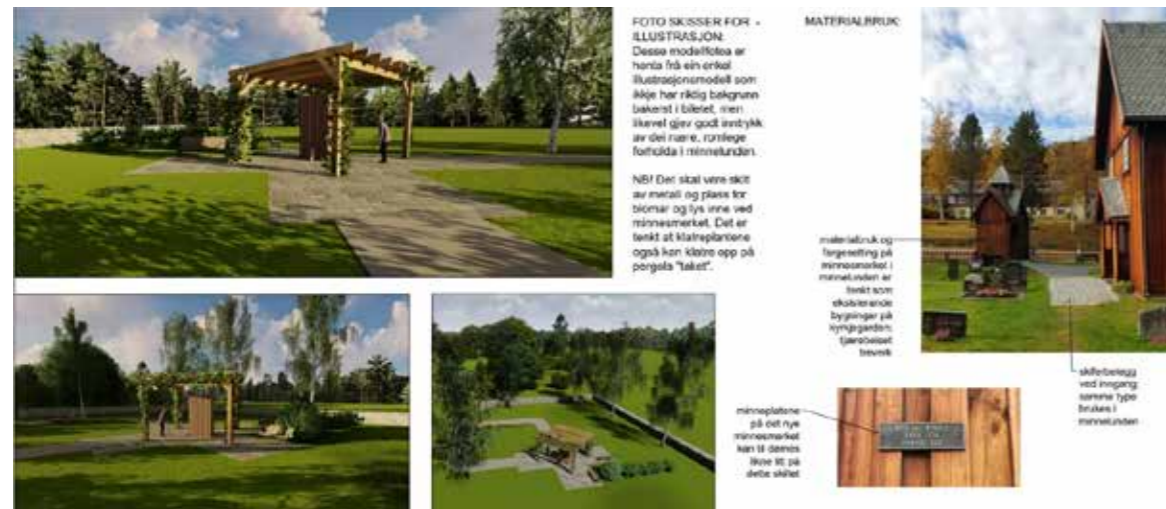 FOTO SKISSER FOR -
ILLUSTRASJON:
Desse modellfotoa er
henta frå ein enkel
illustrasjonsmodell som
ikkje har riktig bakgrunn
bakerst i biletet, men
likevel gjev godt inntrykk
av dei nære, romlege
forholda i minnelunden.
NB! Det skal vere skilt
av metall og plass for
blomar og lys inne ved
minnesmerket. Det er
tenkt at klatreplantene
også kan klatre opp på
pergola "taket".
MATERIALBRUK:
materialbruk og
fargesetting på
minnesmerket i
minnelunden er
tenkt som
eksisterande
bygningar på
kyrkjegarden:
tjærebeiset
treverk
skiferbelegg
ved inngang:
samme type
brukes i
minnelunden
minneplatene
på det nye
minnesmerket
kan til dømes
likne litt på
dette skiltet